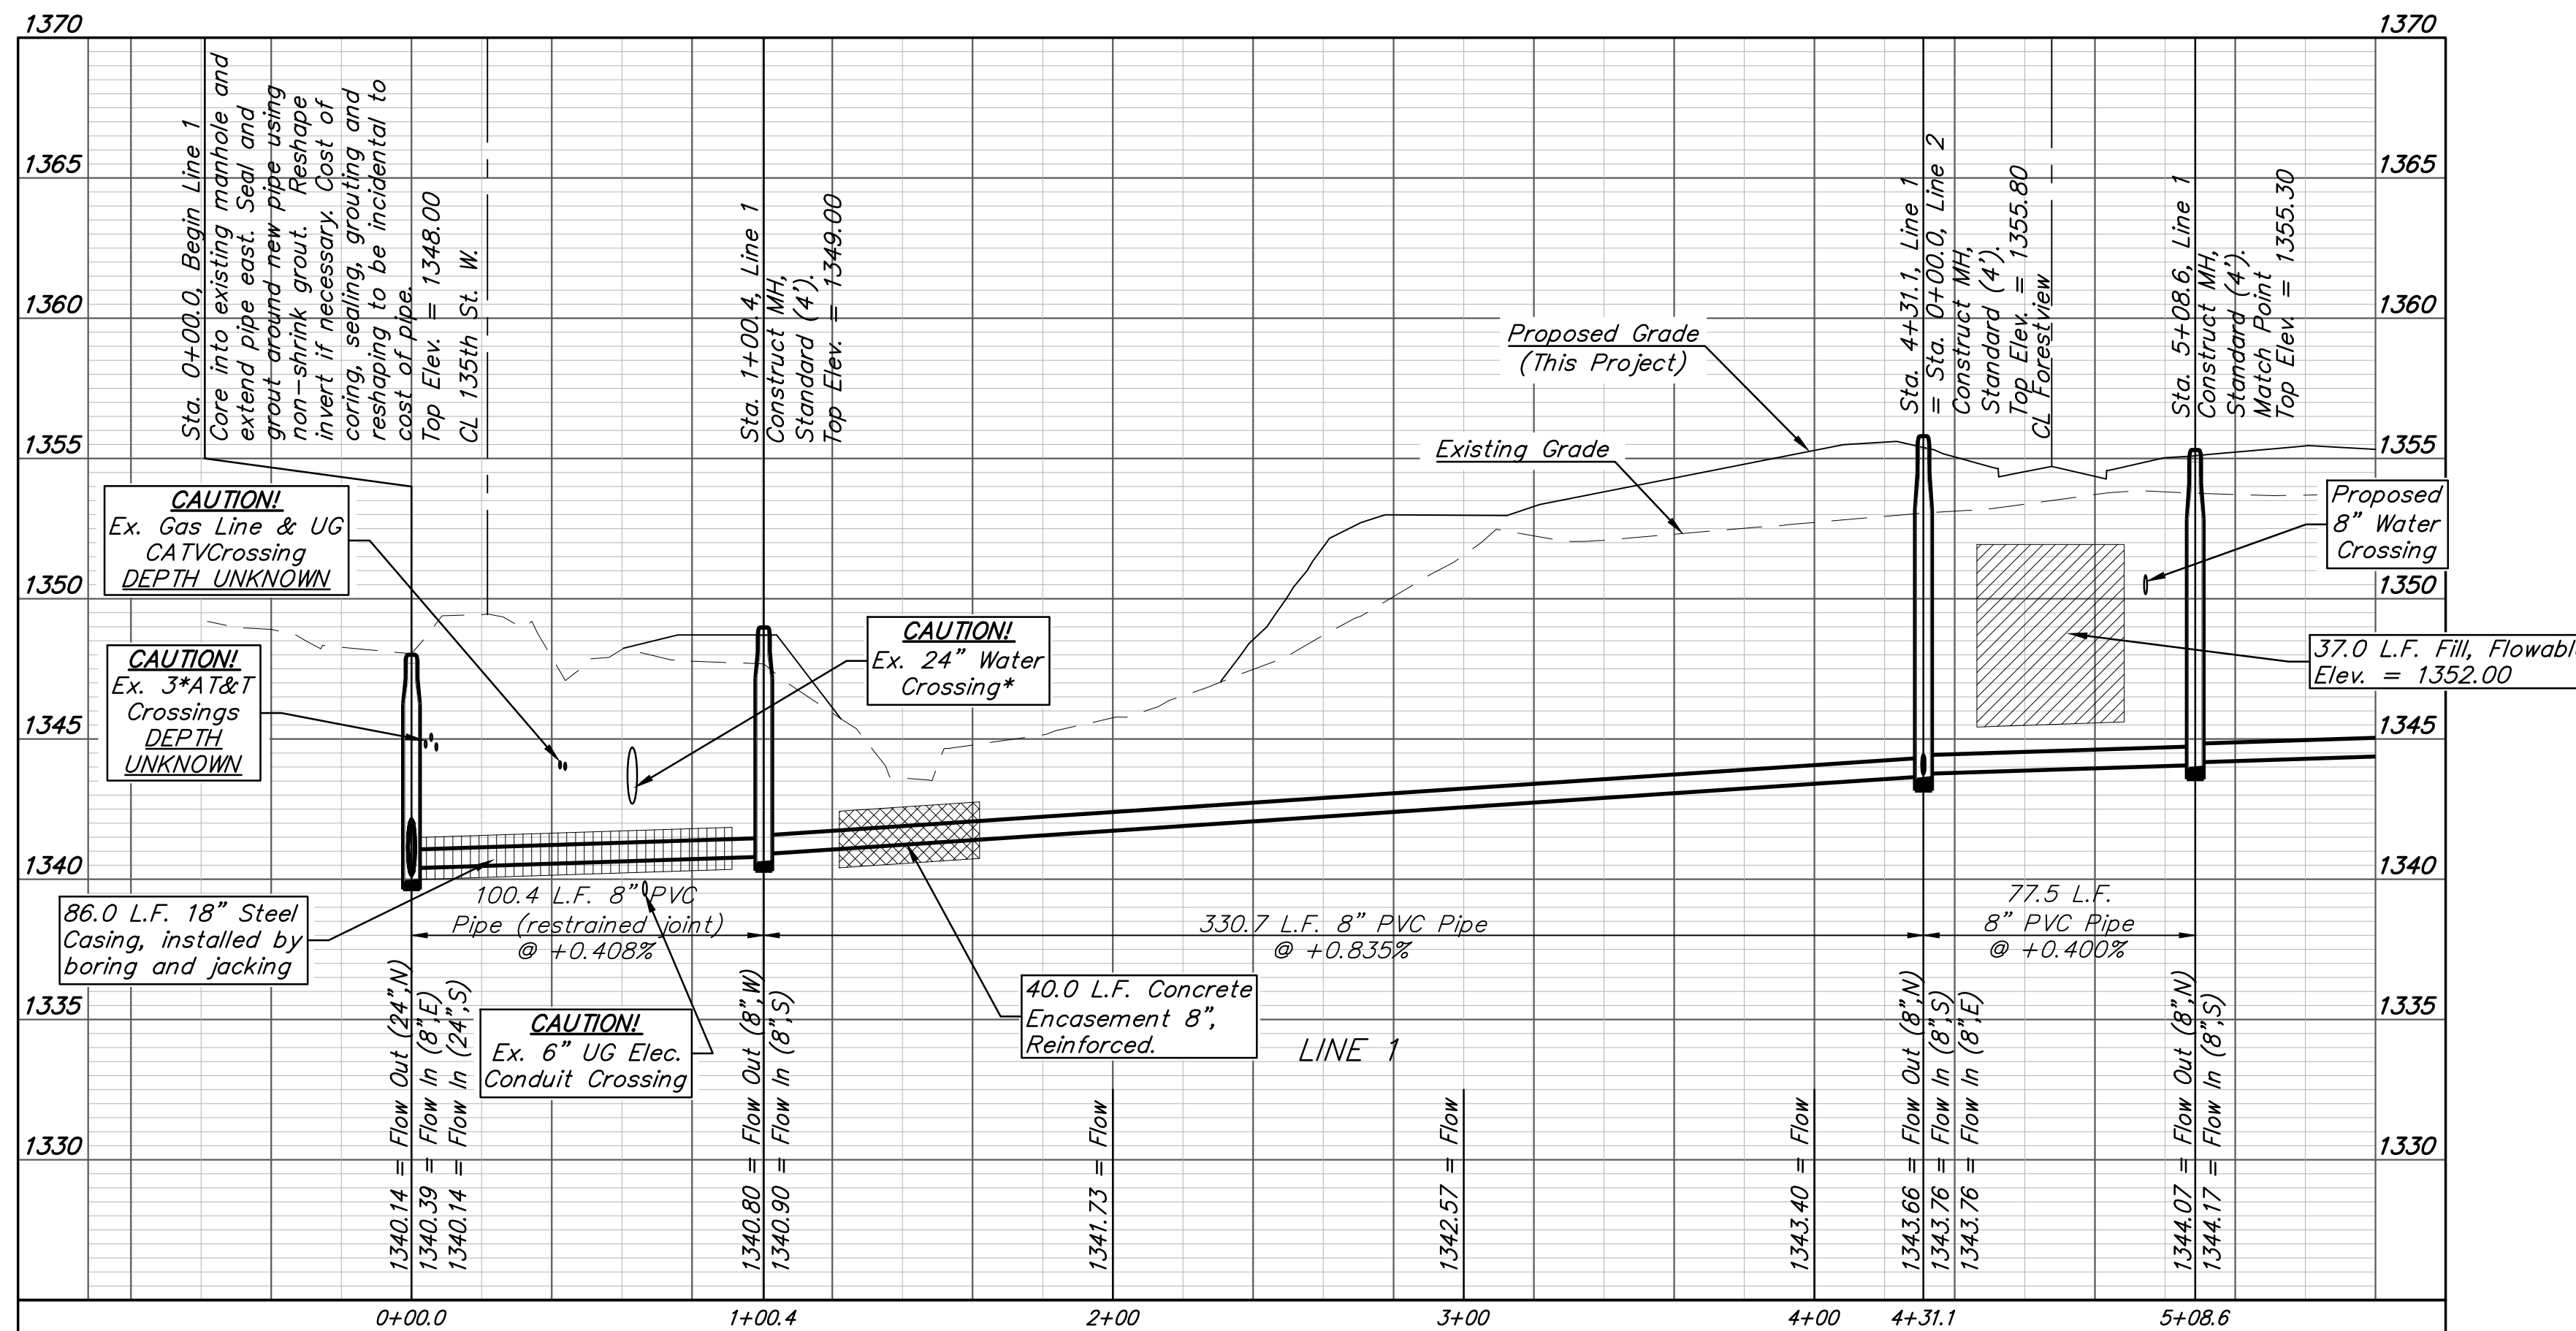 1370
1370
1365
1365
1360
1360
1355
1355
1350
1350
1345
1345
1340
1340
1335
1335
1330
1330
Sta. 0+00.0, Begin Line 1
Core into existing manhole and
extend pipe east. Seal and
grout around new pipe using
non-shrink grout. Reshape
invert if necessary. Cost of
coring, sealing, grouting and
reshaping to be incidental to
cost of pipe.
Top Elev. = 1348.00
CL 135th St. W.
Sta. 1+00.4, Line 1
Construct MH,
Standard (4').
Top Elev. = 1349.00
Sta. 4+31.1, Line 1
= Sta. 0+00.0, Line 2
Construct MH,
Standard (4').
Top Elev. = 1355.80
CL Forestview
Sta. 5+08.6, Line 1
Construct MH,
Standard (4').
Match Point
Top Elev. = 1355.30
Proposed Grade
(This Project)
Existing Grade
CAUTION!
Ex. Gas Line & UG
CATVCrossing
DEPTH UNKNOWN
CAUTION!
Ex. 3*AT&T
Crossings
DEPTH
UNKNOWN
CAUTION!
Ex. 24" Water
Crossing*
Proposed
8" Water
Crossing
37.0 L.F. Fill, Flowabl
Elev. = 1352.00
86.0 L.F. 18" Steel
Casing, installed by
boring and jacking
100.4 L.F. 8" PVC
Pipe (restrained joint)
@ +0.408%
330.7 L.F. 8" PVC Pipe
@ +0.835%
77.5 L.F.
8" PVC Pipe
@ +0.400%
CAUTION!
Ex. 6" UG Elec.
Conduit Crossing
40.0 L.F. Concrete
Encasement 8",
Reinforced.
LINE 1
1340.14 = Flow Out (24",N)
1340.39 = Flow In (8",E)
1340.14 = Flow In (24",S)
1340.80 = Flow Out (8",W)
1340.90 = Flow In (8",S)
1341.73 = Flow
1342.57 = Flow
1343.40 = Flow
1343.66 = Flow Out (8",N)
1343.76 = Flow In (8",S)
1343.76 = Flow In (8",E)
1344.07 = Flow Out (8",N)
1344.17 = Flow In (8",S)
0+00.0
1+00.4
2+00
3+00
4+00
4+31.1
5+08.6